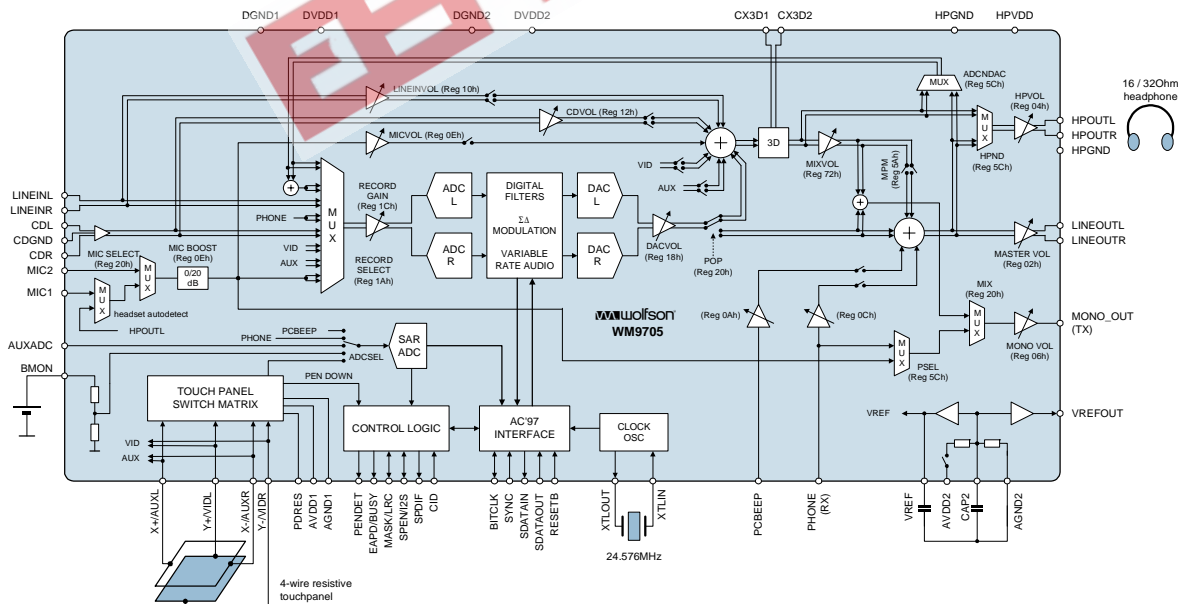 DGND1 DVDD1 DGND2 DVDD2 CX3D1 CX3D2 HPGND HPVDD
MUX
ADCNDAC
(Reg 5Ch)
LINEINVOL (Reg 10h)
CDVOL (Reg 12h)
MICVOL (Reg 0Eh)
HPVOL
(Reg 04h)
16 / 32Ohm
headphone
HPOUTL
HPOUTR
HPGND
MUX
HPND
(Reg 5Ch)
3D
MIXVOL
(Reg 72h)
MPM
(Reg 5Ah)
VID
AUX
LINEINL
LINEINR
CDL
CDGND
CDR
MIC2
MIC1
PHONE
VID
AUX
MUX
RECORD
GAIN
(Reg 1Ch)
RECORD
SELECT
(Reg 1Ah)
ADC
L
ADC
R
DIGITAL
FILTERS
ΣΔ
MODULATION
VARIABLE
RATE AUDIO
DAC
L
DAC
R
DACVOL
(Reg 18h)
POP
(Reg 20h)
LINEOUTL
LINEOUTR
MASTER VOL
(Reg 02h)
MIC SELECT
(Reg 20h)
MIC BOOST
(Reg 0Eh)
MUX
0/20
dB
MUX
headset autodetect
HPOUTL
wolfson
WM9705
(Reg 0Ah)
(Reg 0Ch)
MIX
(Reg 20h)
MUX
MONO_OUT
(TX)
MONO VOL
(Reg 06h)
MUX
PSEL
(Reg 5Ch)
AUXADC
BMON
PCBEEP
PHONE
ADCSEL
SAR
ADC
PEN DOWN
TOUCH PANEL
SWITCH MATRIX
CONTROL LOGIC
AC'97
INTERFACE
CLOCK
OSC
VREF
VREFOUT
VID
AUX
X+/AUXL
Y+/VIDL
X-/AUXR
Y-/VIDR
PDRES
AVDD1
AGND1
PENDET
EAPD/BUSY
MASK/LRC
SPEN/I2S
SPDIF
CID
BITCLK
SYNC
SDATAIN
SDATAOUT
RESETB
XTLOUT
XTLIN
24.576MHz
PCBEEP
PHONE
(RX)
VREF
AVDD2
CAP2
AGND2
4-wire resistive
touchpanel